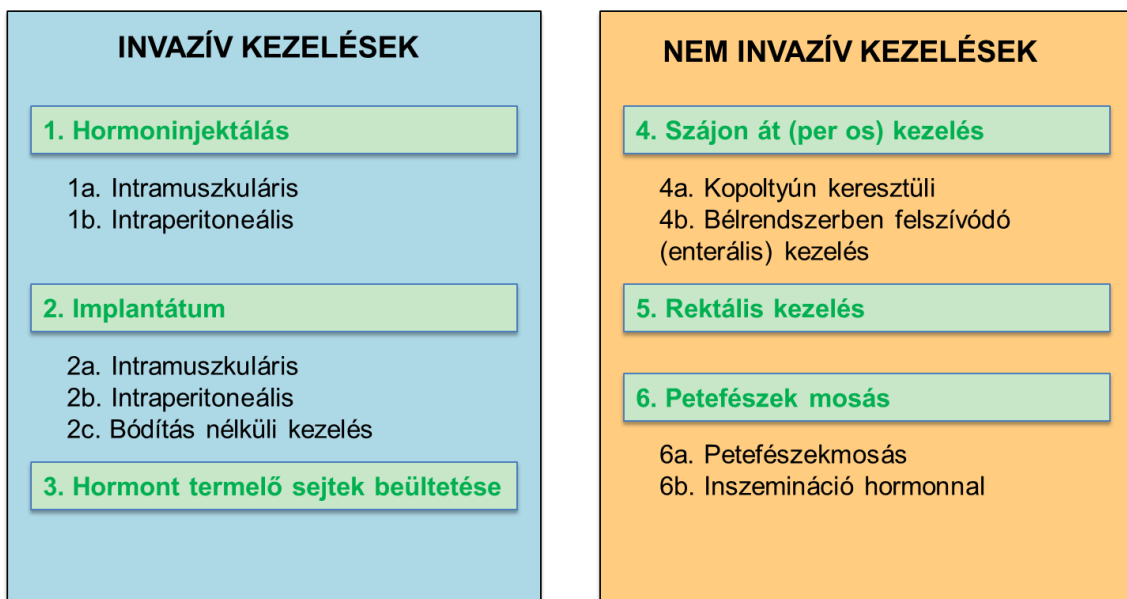 INVAZÍV KEZELÉSEK
1. Hormoninjektálás
1a. Intramuszkuláris
1b. Intraperitoneális
2. Implantátum
2a. Intramuszkuláris
2b. Intraperitoneális
2c. Bódítás nélküli kezelés
3. Hormont termelő sejtek beültetése
NEM INVAZÍV KEZELÉSEK
4. Szájon át (per os) kezelés
4a. Kopoltyún keresztüli
4b. Bélrendszerben felszívódó
(enterális) kezelés
5. Rektális kezelés
6. Petefészek mosás
6a. Petefészekmosás
6b. Inszemináció hormonnal